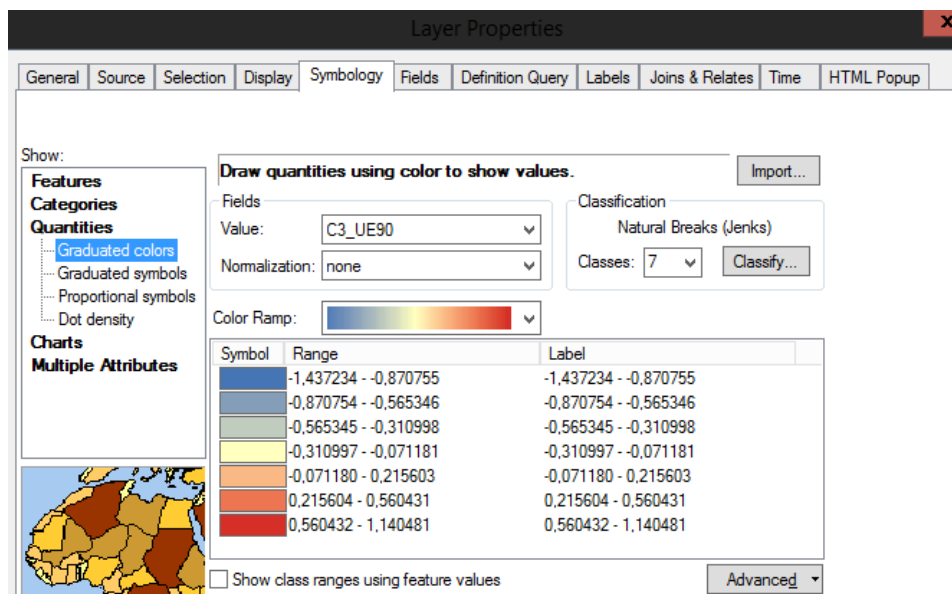 Layer Properties
x
General Source Selection Display Symbology Fields Definition Query Labels Joins & Relates Time HTML Popup
Show:
Features
Categories
Quantities
Graduated colors
Graduated symbols
Proportional symbols
Dot density
Charts
Multiple Attributes
Draw quantities using color to show values.
Import...
Fields
Value: C3_UE90
Normalization: none
Classification
Natural Breaks (Jenks)
Classes: 7 Classify...
Color Ramp:
Symbol Range Label
-1,437234 - -0,870755 -1,437234 - -0,870755
-0,870754 - -0,565346 -0,870754 - -0,565346
-0,565345 - -0,310998 -0,565345 - -0,310998
-0,310997 - -0,071181 -0,310997 - -0,071181
-0,071180 - 0,215603 -0,071180 - 0,215603
0,215604 - 0,560431 0,215604 - 0,560431
0,560432 - 1,140481 0,560432 - 1,140481
Show class ranges using feature values
Advanced